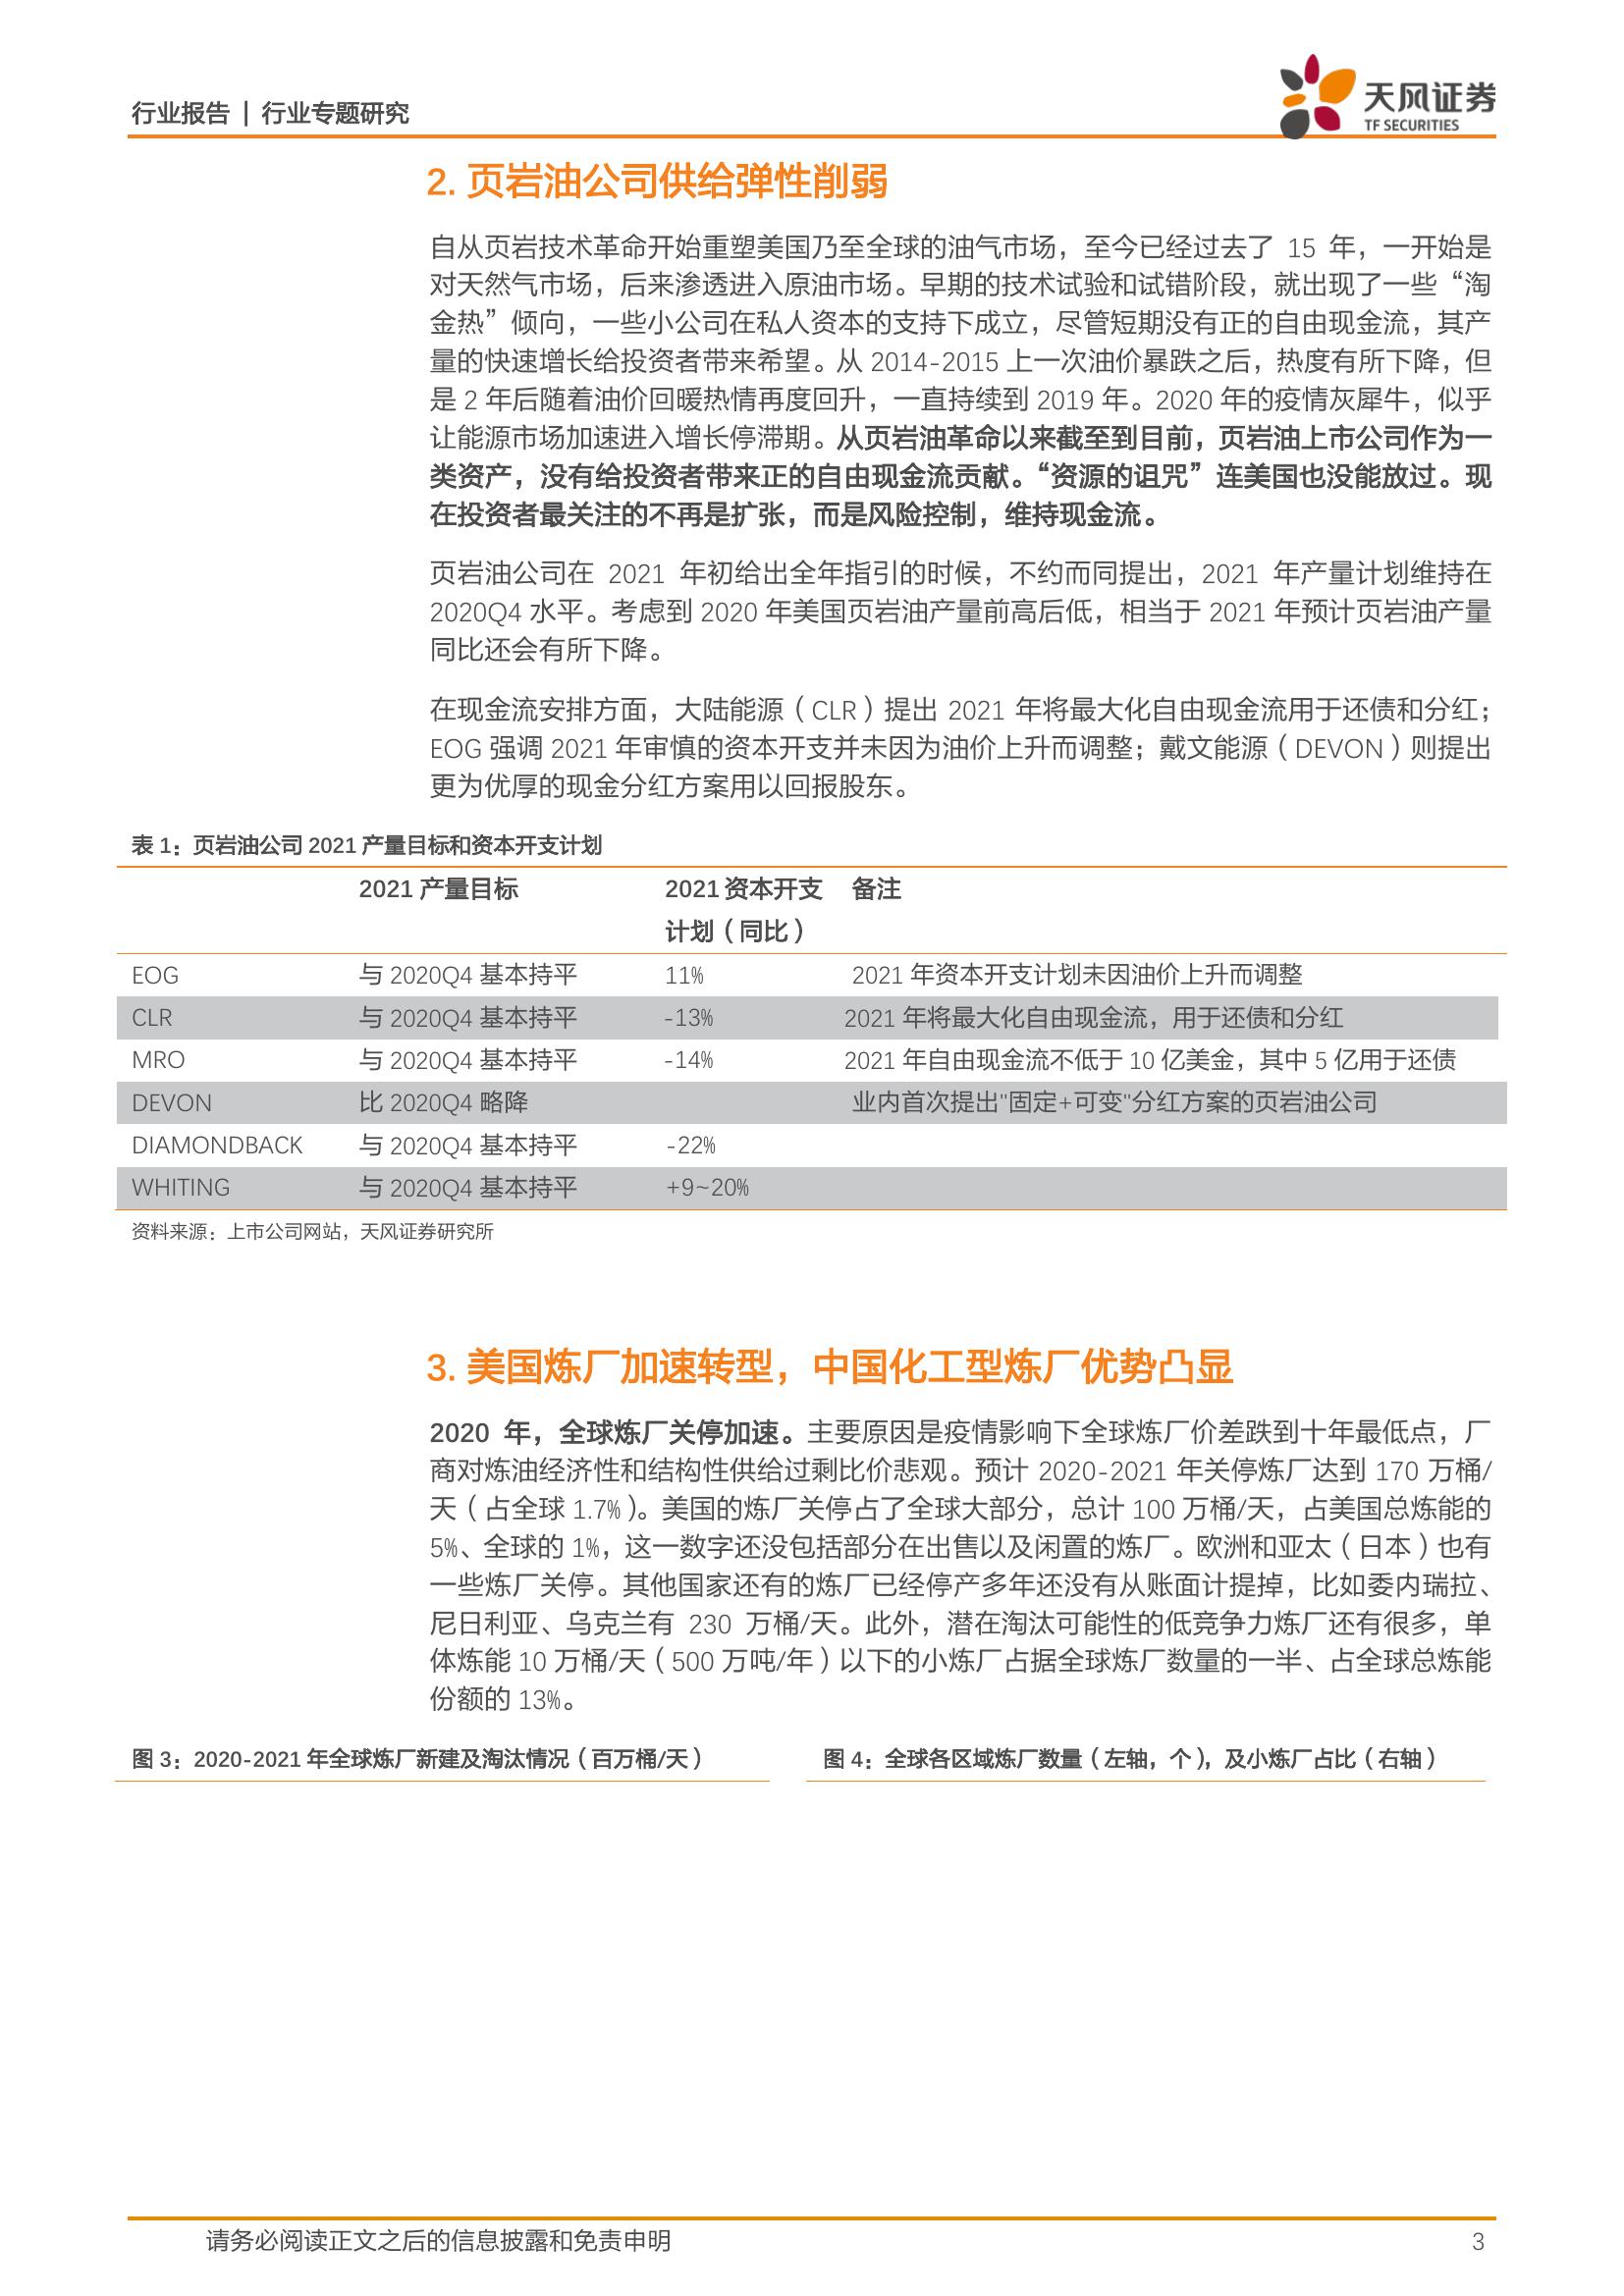 行业报告 | 行业专题研究
天风证券
TF SECURITIES
2. 页岩油公司供给弹性削弱
自从页岩技术革命开始重塑美国乃至全球的油气市场，至今已经过去了 15 年，一开始是
对天然气市场，后来渗透进入原油市场。早期的技术试验和试错阶段，就出现了一些“淘
金热”倾向，一些小公司在私人资本的支持下成立，尽管短期没有正的自由现金流，其产
量的快速增长给投资者带来希望。从 2014-2015 上一次油价暴跌之后，热度有所下降，但
是 2 年后随着油价回暖热情再度回升，一直持续到 2019 年。2020 年的疫情灰犀牛，似乎
让能源市场加速进入增长停滞期。从页岩油革命以来截至到目前，页岩油上市公司作为一
类资产，没有给投资者带来正的自由现金流贡献。“资源的诅咒”连美国也没能放过。现
在投资者最关注的不再是扩张，而是风险控制，维持现金流。
页岩油公司在 2021 年初给出全年指引的时候，不约而同提出，2021 年产量计划维持在
2020Q4 水平。考虑到 2020 年美国页岩油产量前高后低，相当于 2021 年预计页岩油产量
同比还会有所下降。
在现金流安排方面，大陆能源（CLR）提出 2021 年将最大化自由现金流用于还债和分红；
EOG 强调 2021 年审慎的资本开支并未因为油价上升而调整；戴文能源（DEVON）则提出
更为优厚的现金分红方案用以回报股东。
表 1：页岩油公司 2021 产量目标和资本开支计划
2021 产量目标 2021 资本开支 备注
计划（同比）
EOG 与 2020Q4 基本持平 11% 2021 年资本开支计划未因油价上升而调整
CLR 与 2020Q4 基本持平 -13% 2021 年将最大化自由现金流，用于还债和分红
MRO 与 2020Q4 基本持平 -14% 2021 年自由现金流不低于 10 亿美金，其中 5 亿用于还债
DEVON 比 2020Q4 略降 业内首次提出"固定+可变"分红方案的页岩油公司
DIAMONDBACK 与 2020Q4 基本持平 -22%
WHITING 与 2020Q4 基本持平 +9~20%
资料来源：上市公司网站，天风证券研究所
3. 美国炼厂加速转型，中国化工型炼厂优势凸显
2020 年，全球炼厂关停加速。主要原因是疫情影响下全球炼厂价差跌到十年最低点，厂
商对炼油经济性和结构性供给过剩比价悲观。预计 2020-2021 年关停炼厂达到 170 万桶/
天（占全球 1.7%）。美国的炼厂关停占了全球大部分，总计 100 万桶/天，占美国总炼能的
5%、全球的 1%，这一数字还没包括部分在出售以及闲置的炼厂。欧洲和亚太（日本）也有
一些炼厂关停。其他国家还有的炼厂已经停产多年还没有从账面计提掉，比如委内瑞拉、
尼日利亚、乌克兰有 230 万桶/天。此外，潜在淘汰可能性的低竞争力炼厂还有很多，单
体炼能 10 万桶/天（500 万吨/年）以下的小炼厂占据全球炼厂数量的一半、占全球总炼能
份额的 13%。
图 3：2020-2021 年全球炼厂新建及淘汰情况（百万桶/天） 图 4：全球各区域炼厂数量（左轴，个），及小炼厂占比（右轴）
请务必阅读正文之后的信息披露和免责申明 3